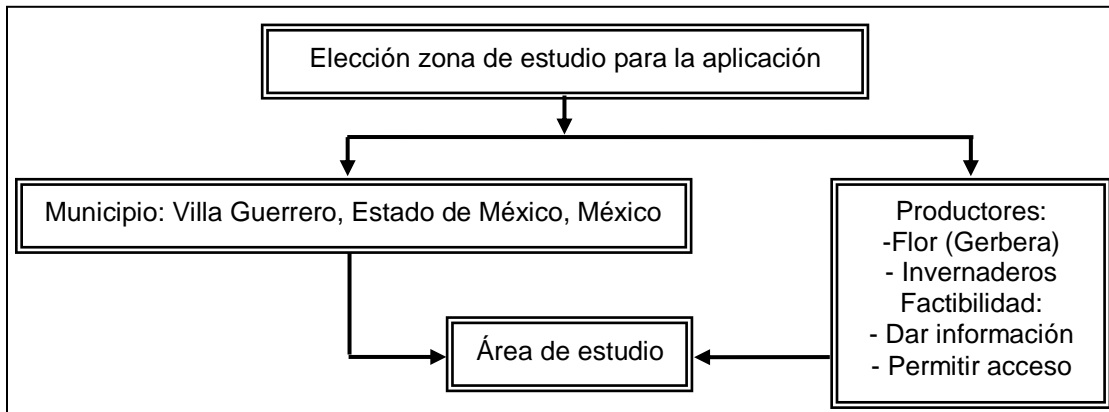 Elección zona de estudio para la aplicación
Municipio: Villa Guerrero, Estado de México, México
Productores:
-Flor (Gerbera)
- Invernaderos
Factibilidad:
- Dar información
- Permitir acceso
Área de estudio